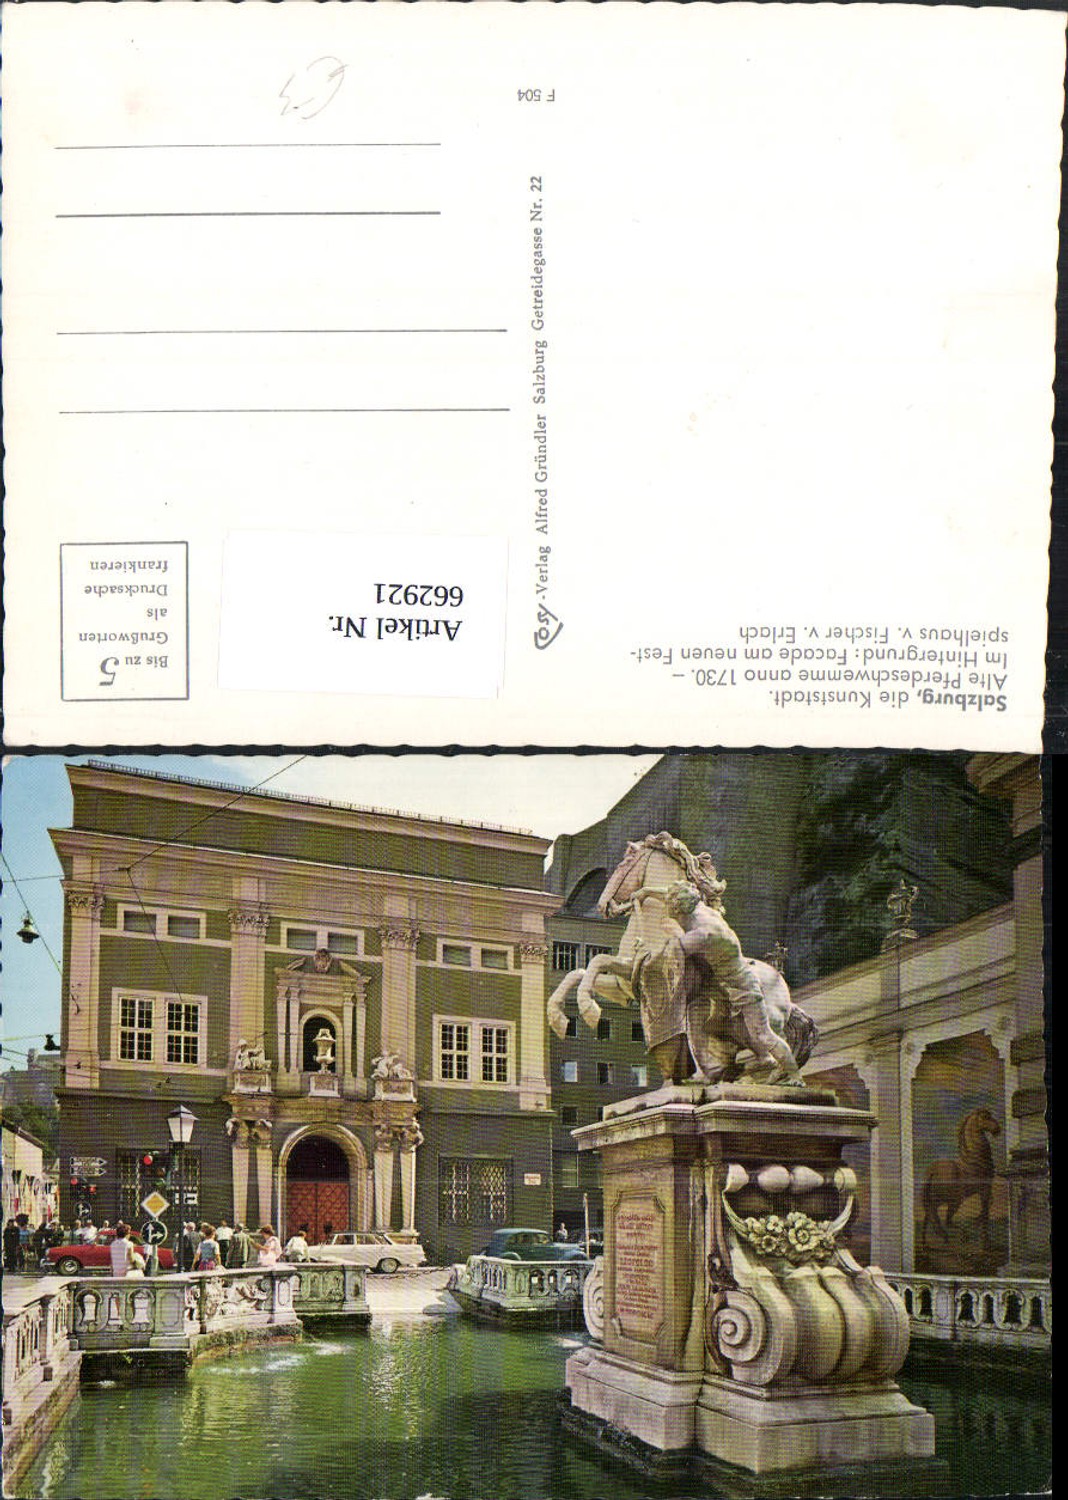 Salzburg, die Kunststadt.
Alte Pferdeschwemme anno 1730. –
Im Hintergrund: Facade am neuen Fest-
spielhaus v. Fischer v. Erlach
Cosy-Verlag Alfred Gründler Salzburg Getreidegasse Nr. 22
F 504
Bis zu 5
Grußworten
als
Drucksache
frankieren
Artikel Nr.
662921